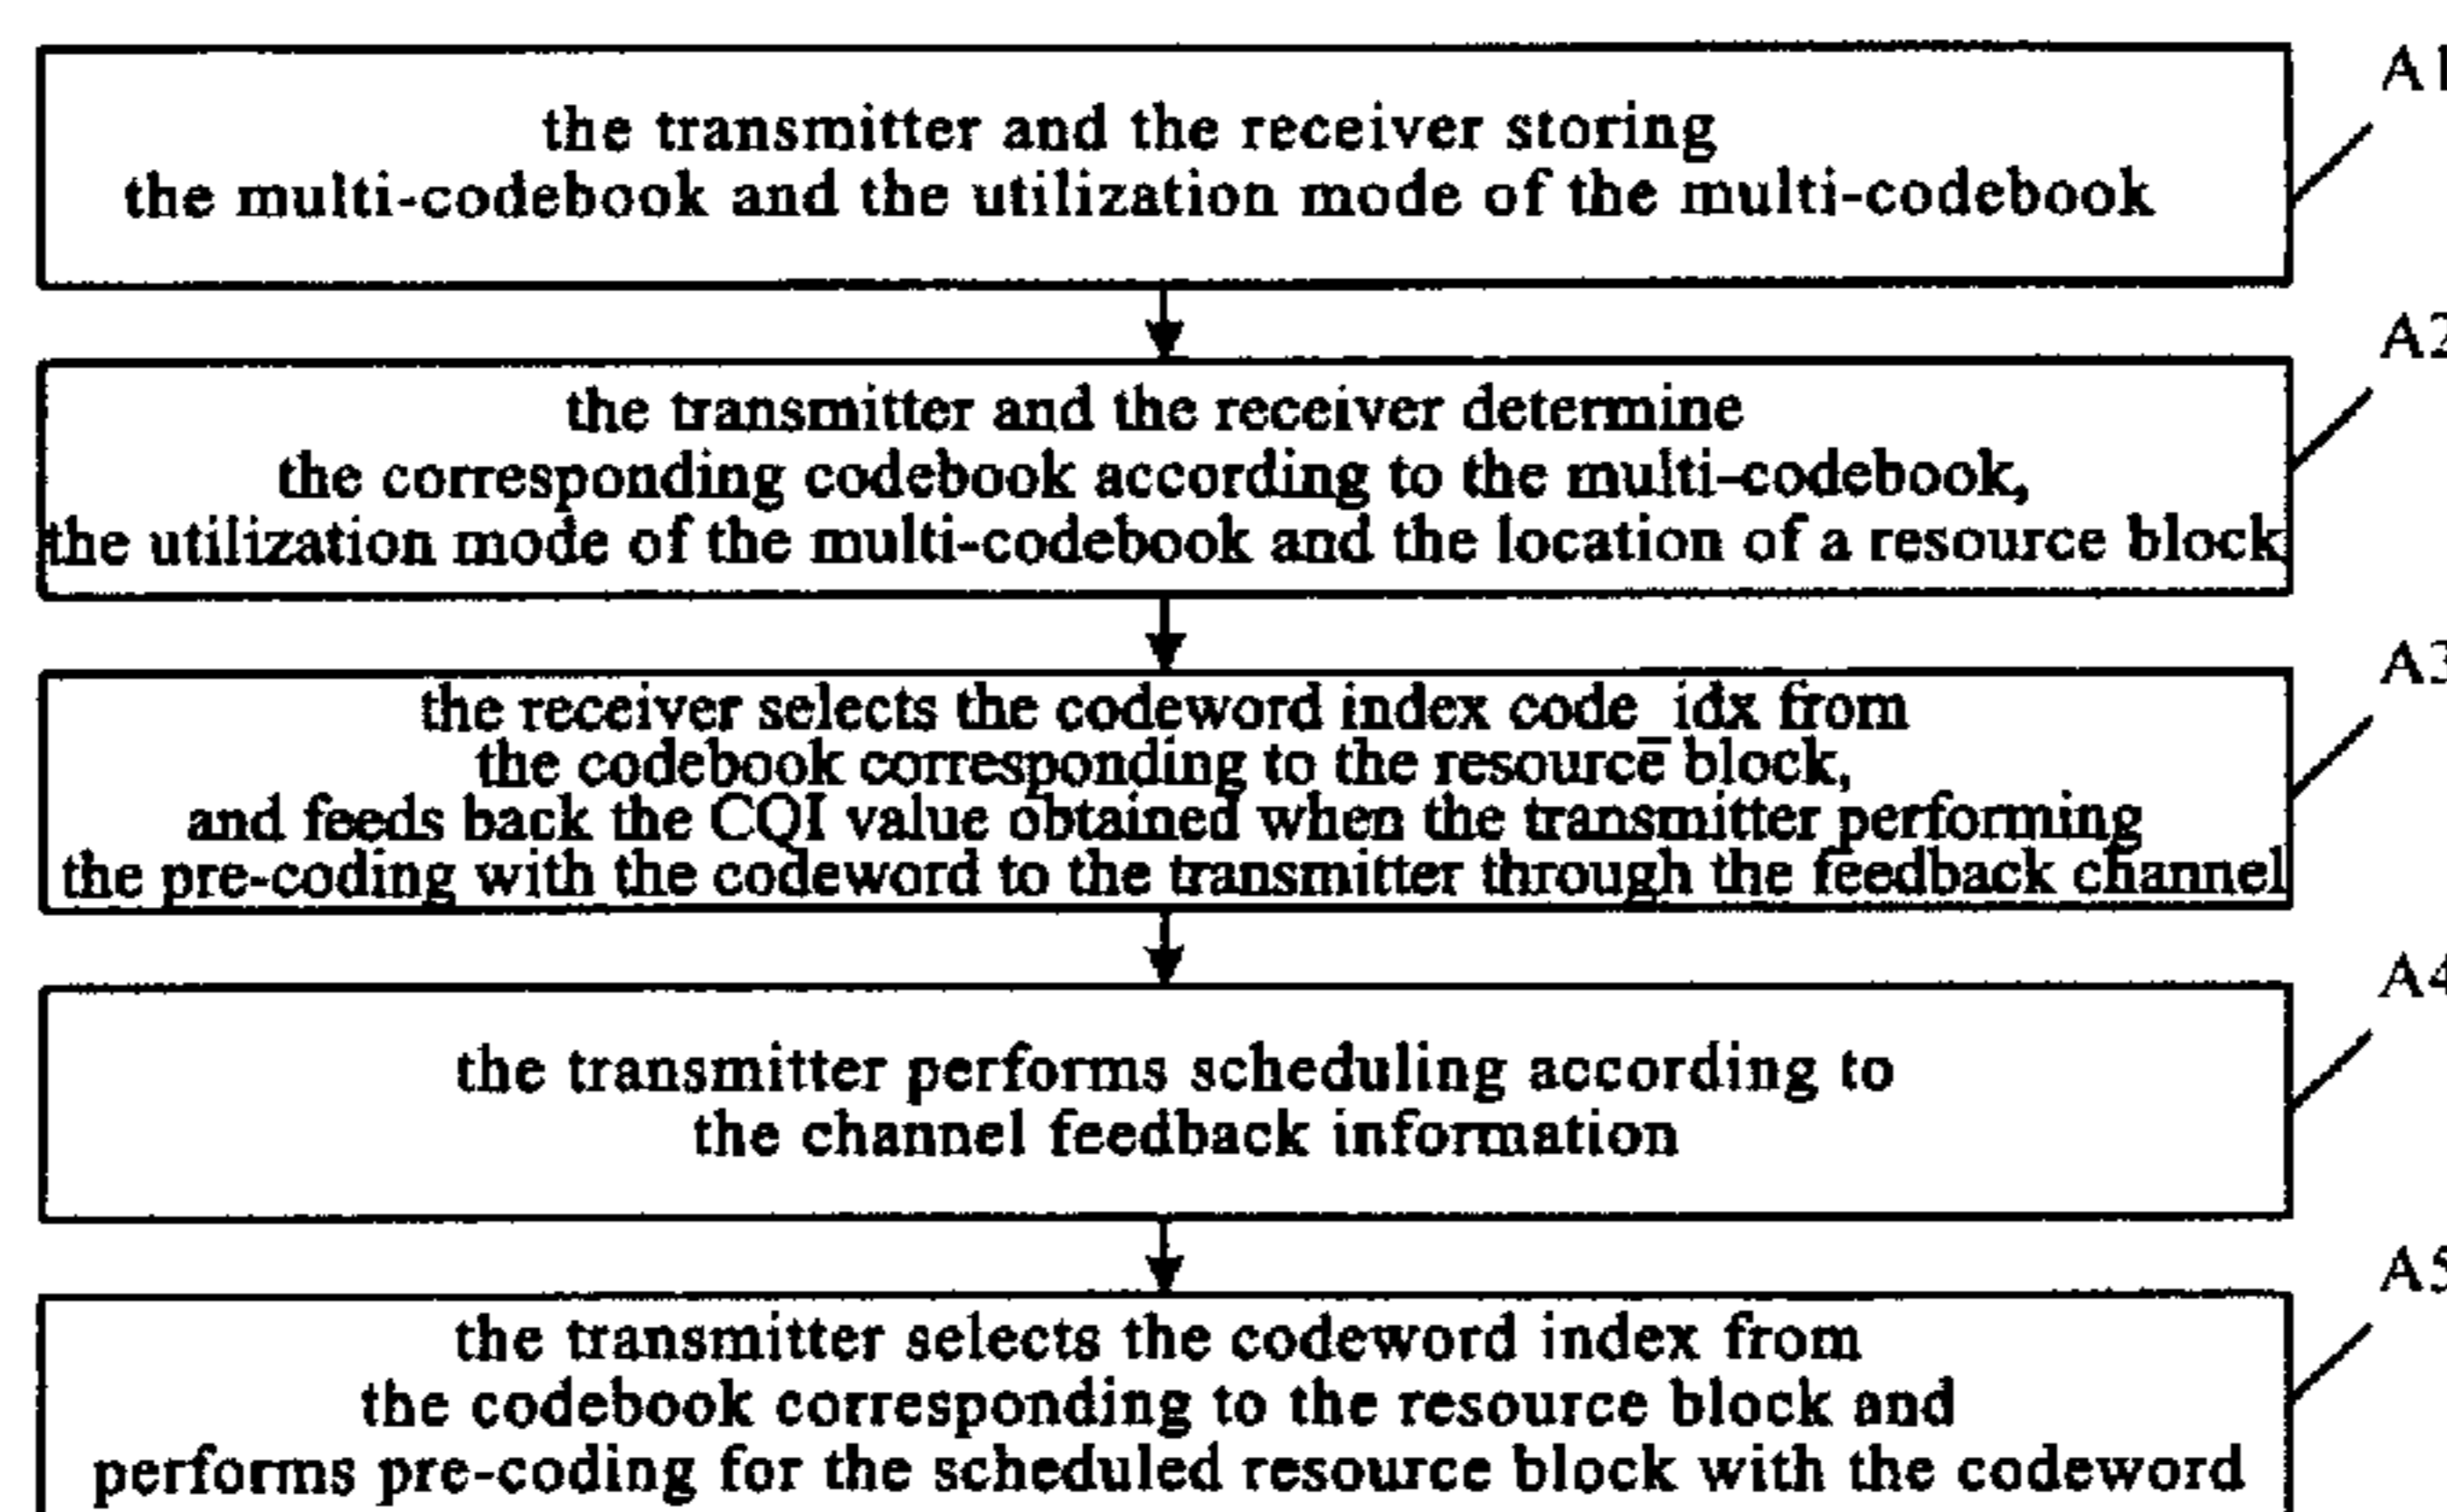 A1
the transmitter and the receiver storing
the multi-codebook and the utilization mode of the multi-codebook
A2
the transmitter and the receiver determine
the corresponding codebook according to the multi-codebook,
the utilization mode of the multi-codebook and the location of a resource block
A3
the receiver selects the codeword index code_idx from
the codebook corresponding to the resource block,
and feeds back the CQI value obtained when the transmitter performing
the pre-coding with the codeword to the transmitter through the feedback channel
A4
the transmitter performs scheduling according to
the channel feedback information
A5
the transmitter selects the codeword index from
the codebook corresponding to the resource block and
performs pre-coding for the scheduled resource block with the codeword